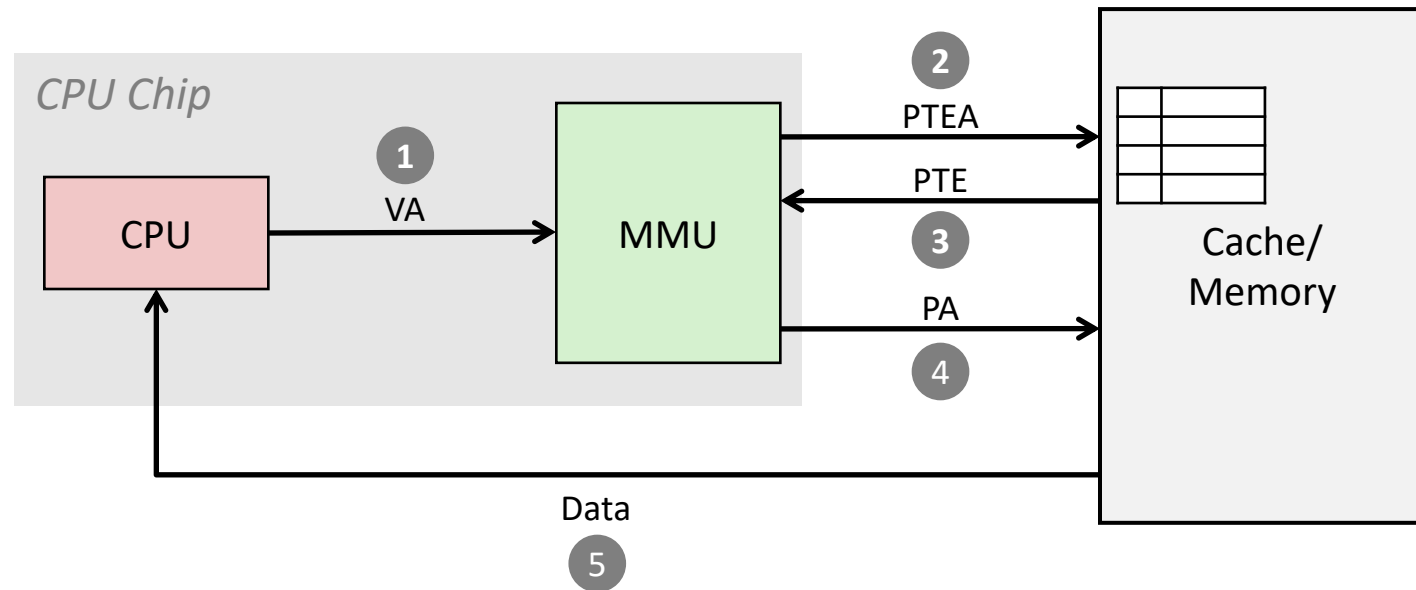 CPU Chip
2
PTEA
1
VA
CPU
MMU
PTE
3
Cache/
Memory
PA
4
Data
5